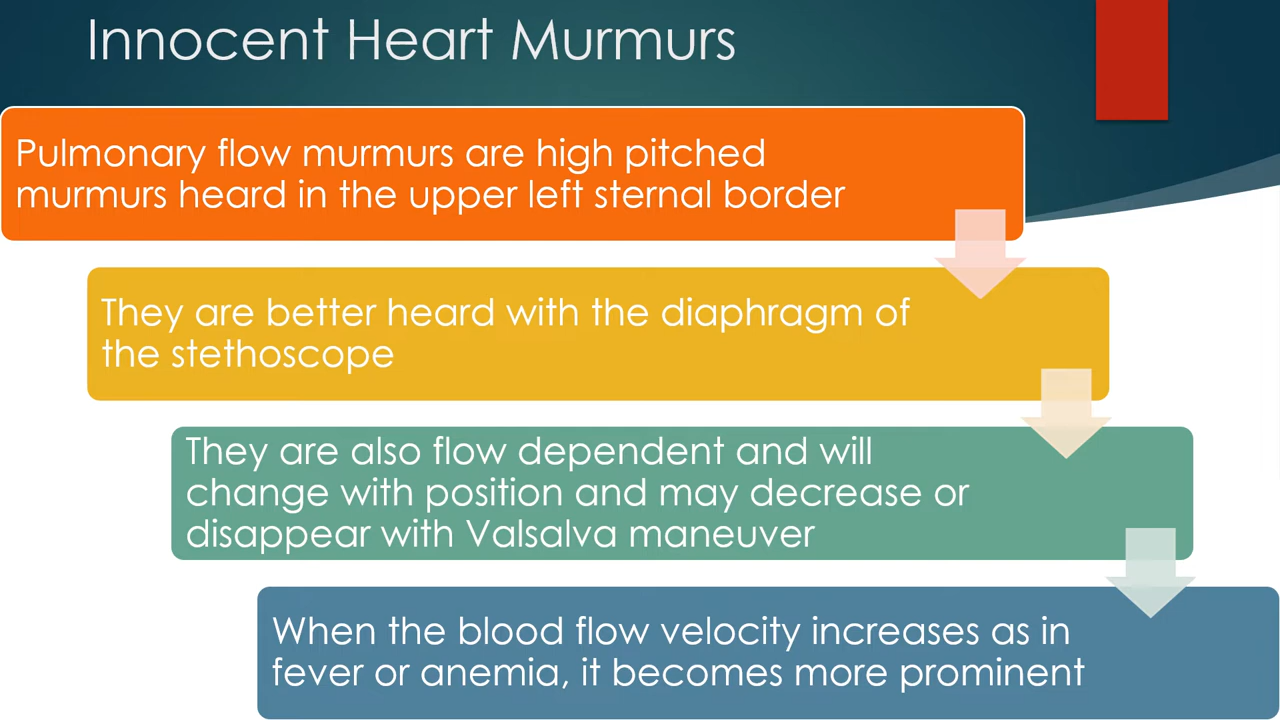 Innocent Heart Murmurs
Pulmonary flow murmurs are high pitched
murmurs heard in the upper left sternal border
They are better heard with the diaphragm of
the stethoscope
They are also flow dependent and will
change with position and may decrease or
disappear with Valsalva maneuver
When the blood flow velocity increases as in
fever or anemia, it becomes more prominent